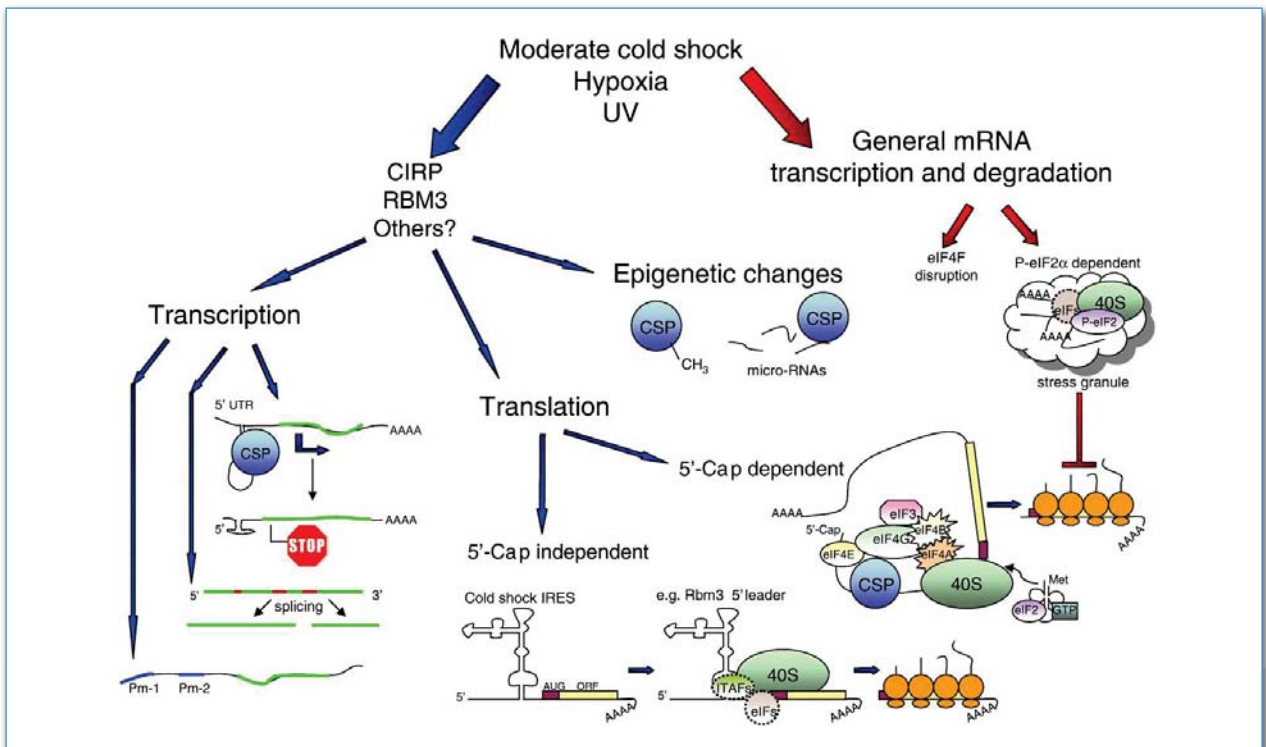 Moderate cold shock
Hypoxia
UV
General mRNA
transcription and degradation
CIRP
RBM3
Others?
eIF4F
disruption
P-eIF2α dependent
AAAA
eIFs
40S
P-eIF2
AAAA
stress granule
Epigenetic changes
CSP
CH3
CSP
micro-RNAs
Transcription
5' UTR
AAAA
CSP
5'
AAAA
STOP
5'
3'
splicing
Pm-1
Pm-2
Translation
5'-Cap dependent
AAAA
5'-Cap
eIF3
eIF4B
eIF4G
eIF4E
eIF4A
CSP
40S
Met
eIF2
GTP
AAAA
5'-Cap independent
Cold shock IRES
5'
AUG
ORF
AAAA
e.g. Rbm3 5'leader
5'
ITAFs
40S
eIFs
AAAA
AAAA